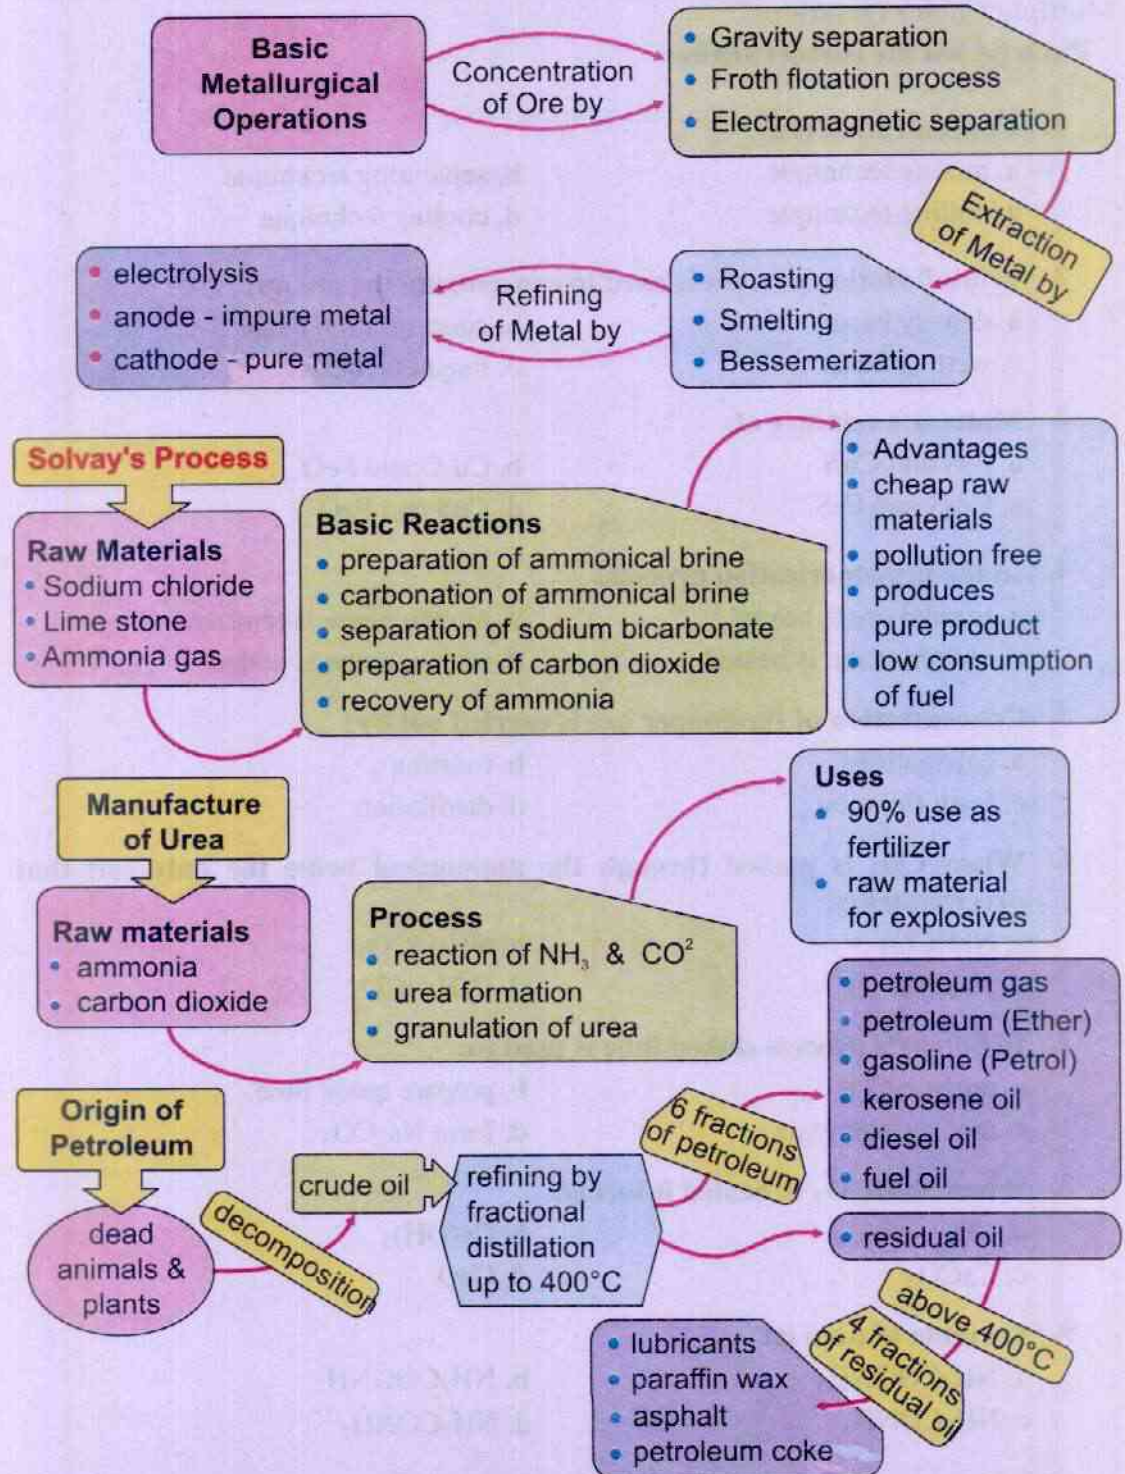 Basic
Metallurgical
Operations
Concentration
of Ore by
• Gravity separation
• Froth flotation process
• Electromagnetic separation
Extraction
of Metal by
• Roasting
• Smelting
• Bessemerization
Refining
of Metal by
• electrolysis
• anode - impure metal
• cathode - pure metal
Solvay's Process
Raw Materials
• Sodium chloride
• Lime stone
• Ammonia gas
Basic Reactions
• preparation of ammonical brine
• carbonation of ammonical brine
• separation of sodium bicarbonate
• preparation of carbon dioxide
• recovery of ammonia
• Advantages
• cheap raw
materials
• pollution free
• produces
pure product
• low consumption
of fuel
Manufacture
of Urea
Raw materials
• ammonia
• carbon dioxide
Process
• reaction of NH₃ & CO²
• urea formation
• granulation of urea
Uses
• 90% use as
fertilizer
• raw material
for explosives
Origin of
Petroleum
dead
animals &
plants
decomposition
crude oil
refining by
fractional
distillation
up to 400°C
6 fractions
of petroleum
• petroleum gas
• petroleum (Ether)
• gasoline (Petrol)
• kerosene oil
• diesel oil
• fuel oil
• residual oil
above 400°C
4 fractions
of residual oil
• lubricants
• paraffin wax
• asphalt
• petroleum coke